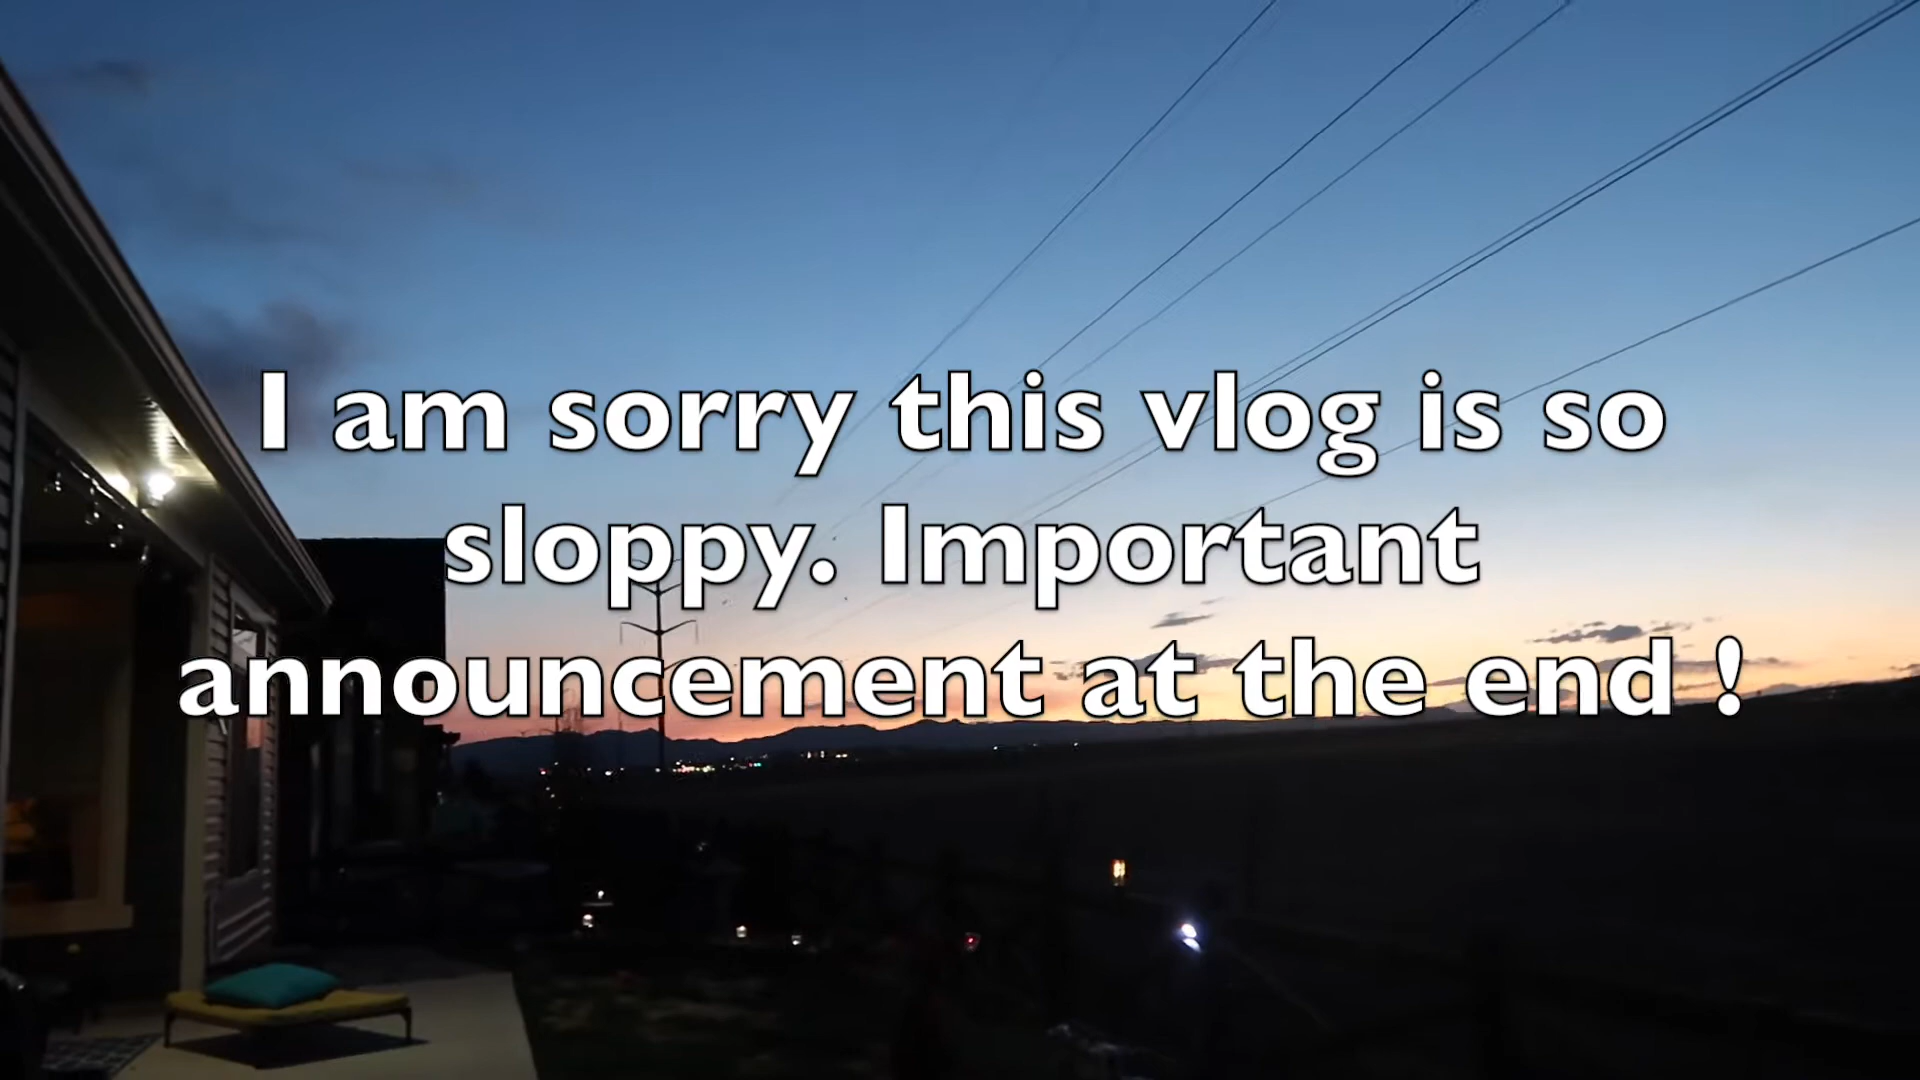 I am sorry this vlog is so
sloppy. Important
announcement at the end !